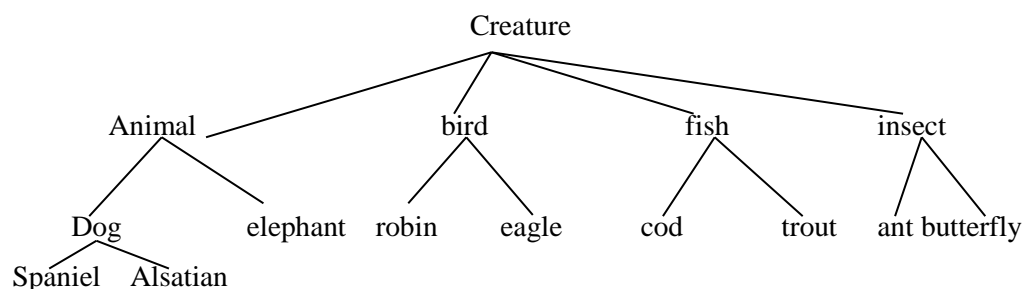 Creature
Animal bird fish insect
Dog elephant robin eagle cod trout ant butterfly
Spaniel Alsatian